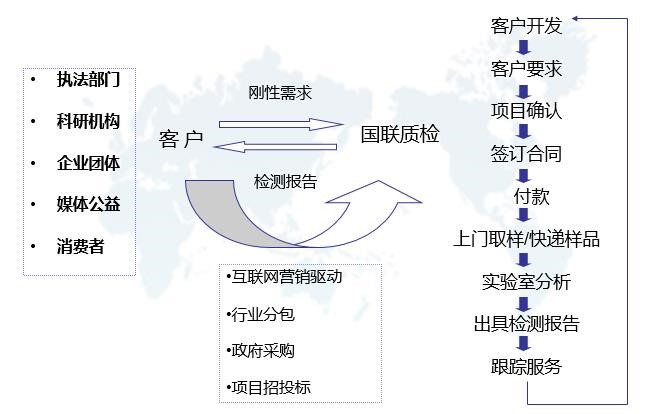 • 执法部门
• 科研机构
• 企业团体
• 媒体公益
• 消费者
客户
刚性需求
国联质检
检测报告
•互联网营销驱动
•行业分包
•政府采购
•项目招投标
客户开发
客户要求
项目确认
签订合同
付款
上门取样/快递样品
实验室分析
出具检测报告
跟踪服务